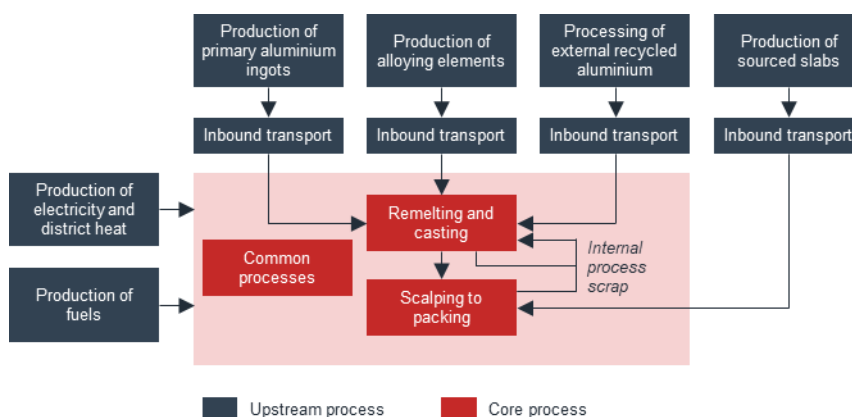 Production of
primary aluminium
ingots
Production of
alloying elements
Processing of
external recycled
aluminium
Production of
sourced slabs
Inbound transport
Inbound transport
Inbound transport
Inbound transport
Production of
electricity and
district heat
Remelting and
casting
Common
processes
Internal
process
scrap
Production of
fuels
Scalping to
packing
Upstream process
Core process